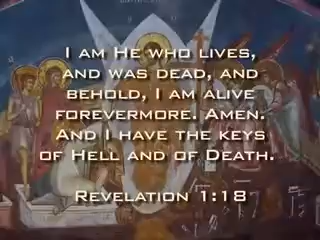 I am He who lives,
and was dead, and
behold, I am alive
forevermore. Amen.
And I have the keys
of Hell and of Death.
Revelation 1:18